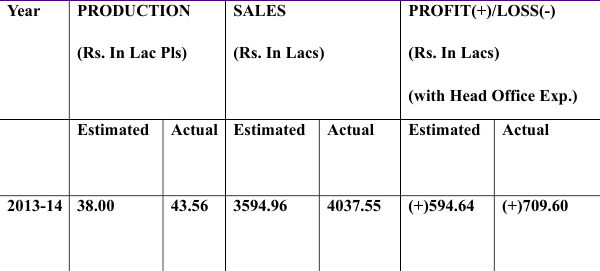 Year PRODUCTION SALES PROFIT(+)/LOSS(-)
(Rs. In Lac Pls) (Rs. In Lacs) (Rs. In Lacs)
(with Head Office Exp.)
Estimated Actual Estimated Actual Estimated Actual
2013-14 38.00 43.56 3594.96 4037.55 (+)594.64 (+)709.60